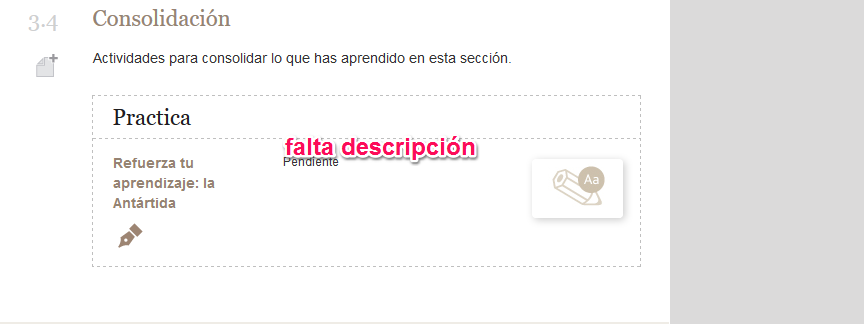 3.4 Consolidación
Actividades para consolidar lo que has aprendido en esta sección.
Practica
falta descripción
Refuerza tu
aprendizaje: la
Antártida
Pendiente
Aa